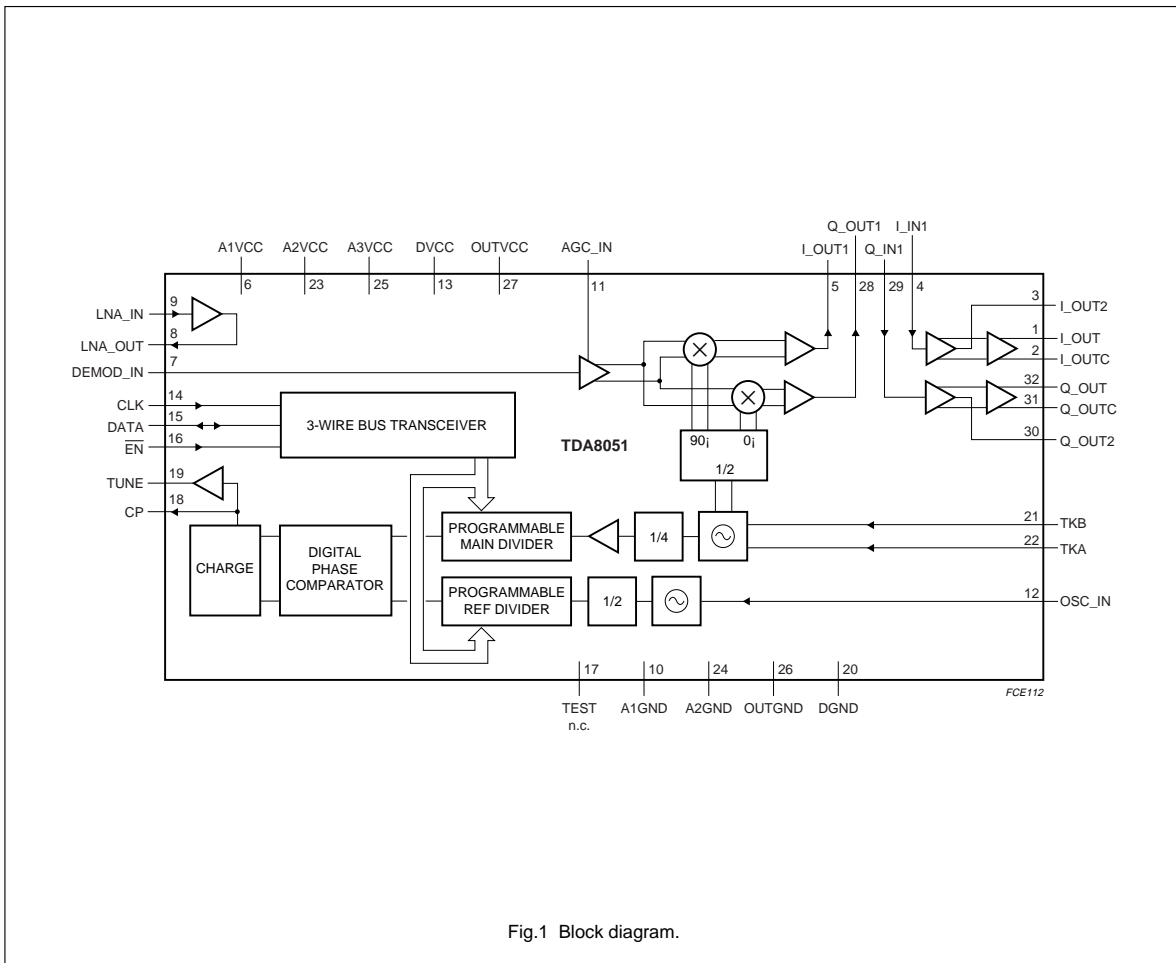 Q_OUT1 I_IN1
A1VCC A2VCC A3VCC DVCC OUTVCC AGC_IN I_OUT1 Q_IN1
6 23 25 13 27 11 5 28 29 4
9
LNA_IN
8
LNA_OUT
7
DEMOD_IN
14
CLK
15
DATA
16
EN
19
TUNE
18
CP
3-WIRE BUS TRANSCEIVER
TDA8051
90¡ 0¡
1/2
PROGRAMMABLE
MAIN DIVIDER
1/4
CHARGE
DIGITAL
PHASE
COMPARATOR
PROGRAMMABLE
REF DIVIDER
1/2
3
I_OUT2
1
I_OUT
2
I_OUTC
32
Q_OUT
31
Q_OUTC
30
Q_OUT2
21
TKB
22
TKA
12
OSC_IN
17 10 24 26 20
TEST A1GND A2GND OUTGND DGND
n.c.
FCE112
Fig.1 Block diagram.